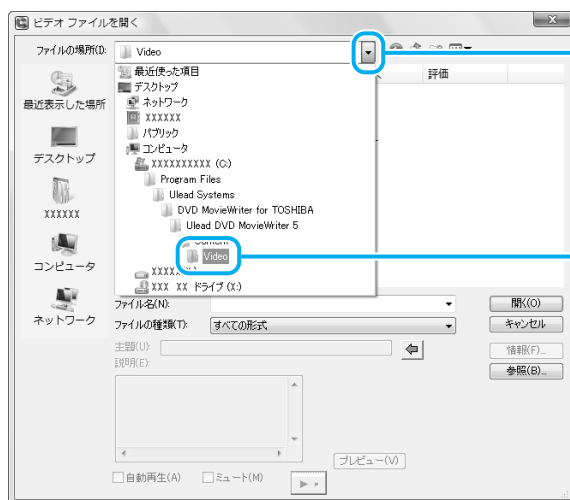 ビデオ ファイルを開く
ファイルの場所(I):
Video
評価
最近使った項目
デスクトップ
ネットワーク
XXXXXX
パブリック
コンピュータ
XXXXXXXXXX (C:)
Program Files
Ulead Systems
DVD MovieWriter for TOSHIBA
Ulead DVD MovieWriter 5
Content
Video
XXXX
XXX XX ドライブ (X:)
最近表示した場所
デスクトップ
XXXXXX
コンピュータ
ネットワーク
ファイル名(N):
開く(O)
ファイルの種類(T):
すべての形式
キャンセル
主題(U):
情報(F)...
説明(E):
参照(B)...
プレビュー(V)
自動再生(A)
ミュート(M)